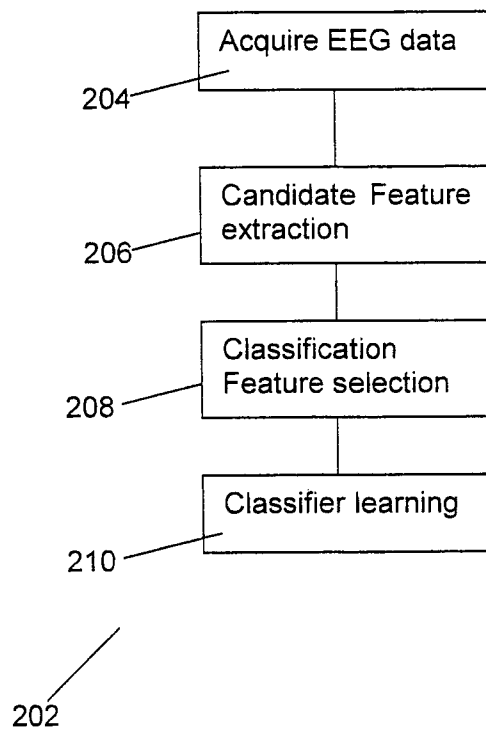 Acquire EEG data
204
Candidate Feature
extraction
206
Classification
Feature selection
208
Classifier learning
210
202